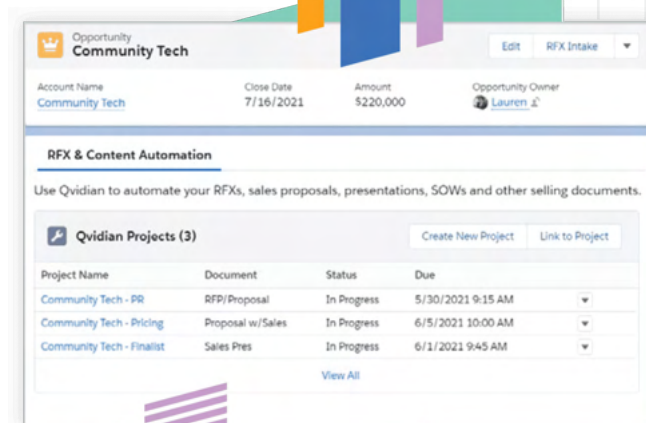 Opportunity
Community Tech
Edit RFX Intake
Account Name Close Date Amount Opportunity Owner
Community Tech 7/16/2021 $220,000 Lauren
RFX & Content Automation
Use Qvidian to automate your RFXs, sales proposals, presentations, SOWs and other selling documents.
Qvidian Projects (3) Create New Project Link to Project
Project Name Document Status Due
Community Tech - PR RFP/Proposal In Progress 5/30/2021 9:15 AM
Community Tech - Pricing Proposal w/Sales In Progress 6/5/2021 10:00 AM
Community Tech - Finalist Sales Pres In Progress 6/1/2021 9:45 AM
View All